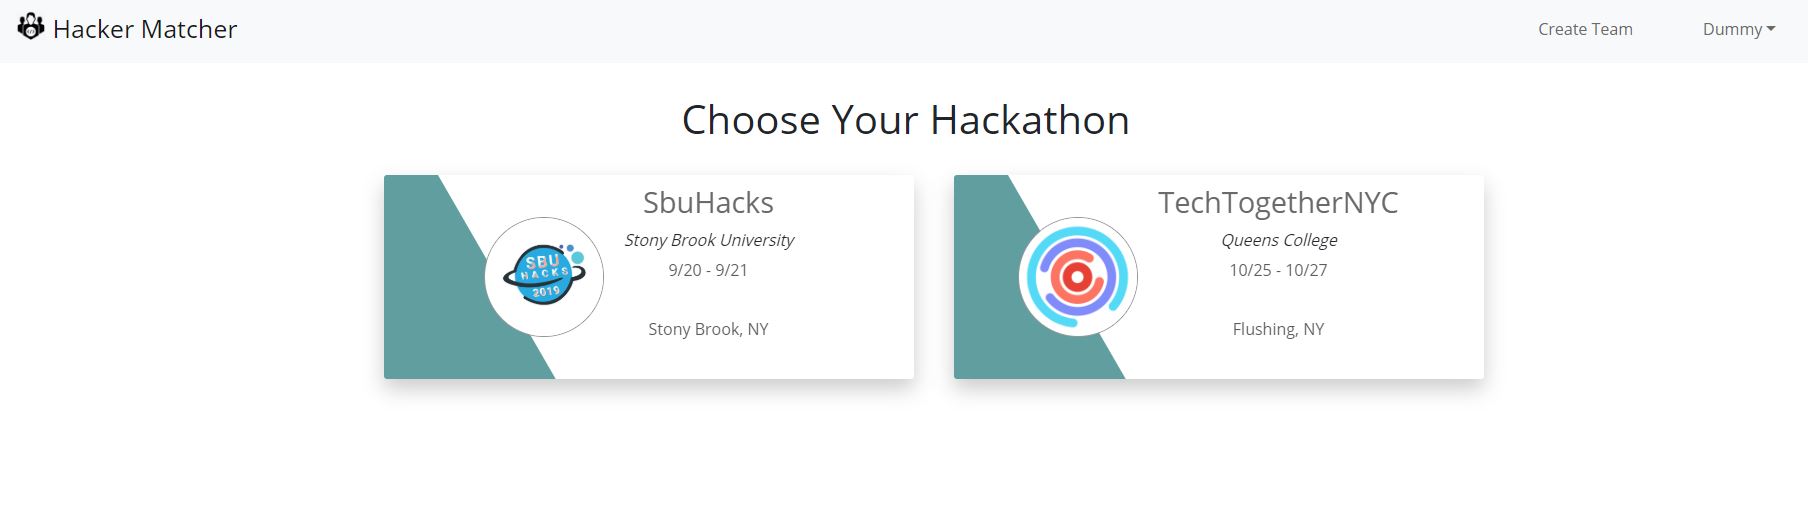 Hacker Matcher
Create Team
Dummy
Choose Your Hackathon
SbuHacks
Stony Brook University
9/20 - 9/21
Stony Brook, NY
SBU
HACKS
2019
TechTogetherNYC
Queens College
10/25 - 10/27
Flushing, NY